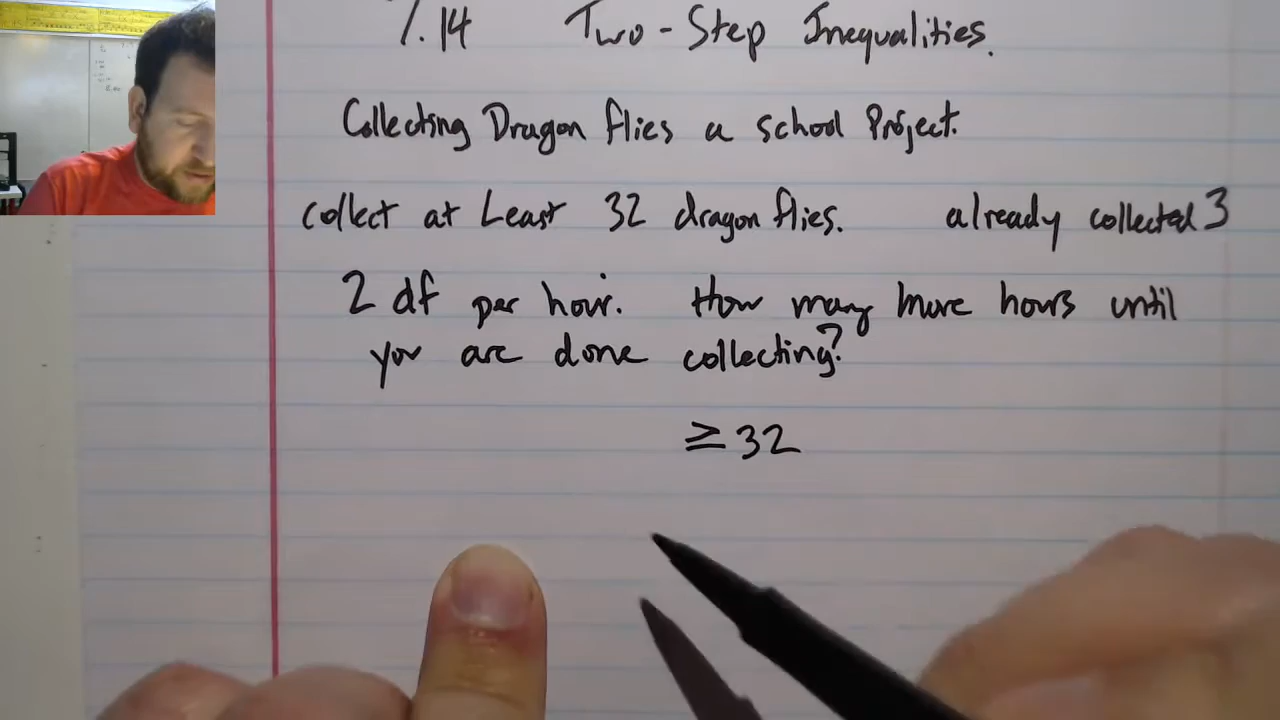 7.14 Two-Step Inequalities.
Collecting Dragon flies a school Project.
collect at Least 32 dragon flies. already collected 3
2 df per hour. How many more hours until
you are done collecting?
≥ 32